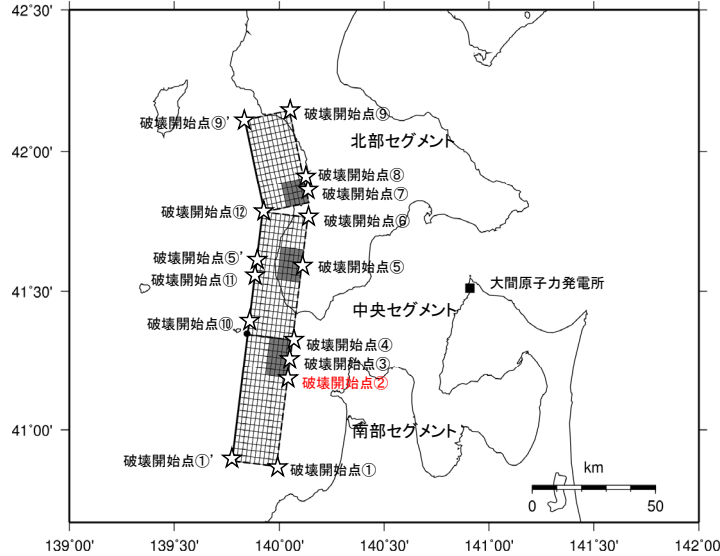 42°30'
42°00'
41°30'
41°00'
139°00'
139°30'
140°00'
140°30'
141°00'
141°30'
142°00'
破壊開始点⑨'
破壊開始点⑨
北部セグメント
破壊開始点⑧
破壊開始点⑦
破壊開始点⑫
破壊開始点⑥
破壊開始点⑤'
破壊開始点⑤
破壊開始点⑪
大間原子力発電所
中央セグメント
破壊開始点⑩
破壊開始点④
破壊開始点③
破壊開始点②
南部セグメント
破壊開始点①'
破壊開始点①
km
0
50